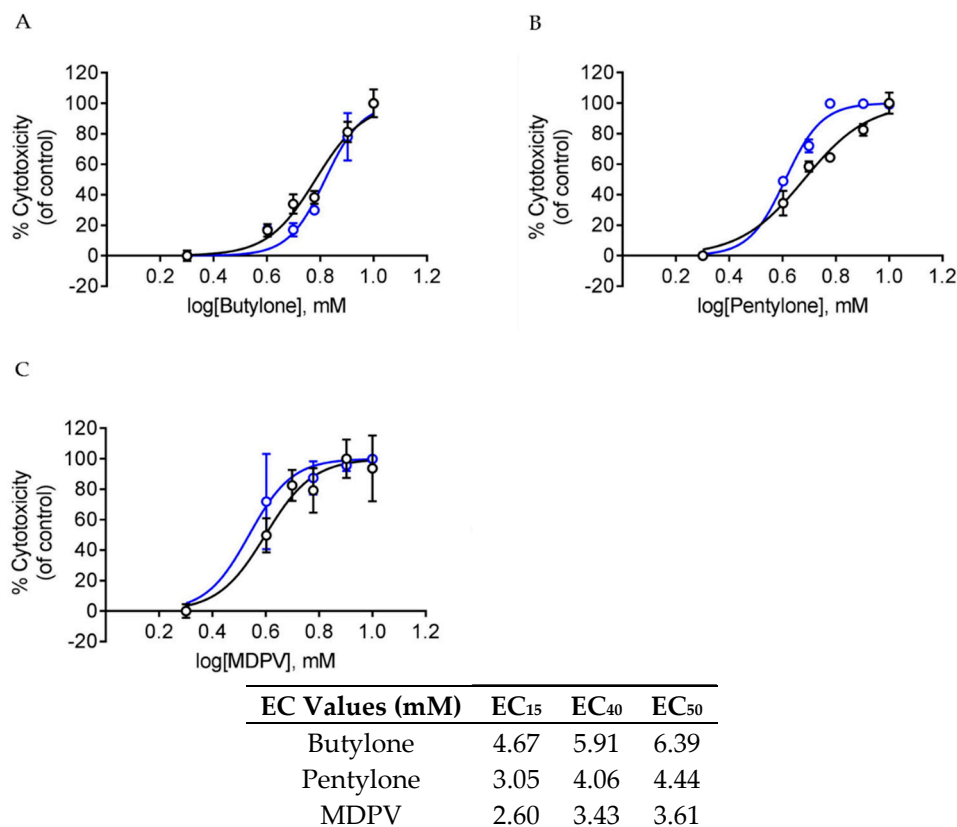 A
B
120
100
80
60
40
20
0
-20
% Cytotoxicity
(of control)
0.2 0.4 0.6 0.8 1.0 1.2
log[Butylone], mM
120
100
80
60
40
20
0
-20
% Cytotoxicity
(of control)
0.2 0.4 0.6 0.8 1.0 1.2
log[Pentylone], mM
C
120
100
80
60
40
20
0
-20
% Cytotoxicity
(of control)
0.2 0.4 0.6 0.8 1.0 1.2
log[MDPV], mM
EC Values (mM) EC₁₅ EC₄₀ EC₅₀
Butylone 4.67 5.91 6.39
Pentylone 3.05 4.06 4.44
MDPV 2.60 3.43 3.61